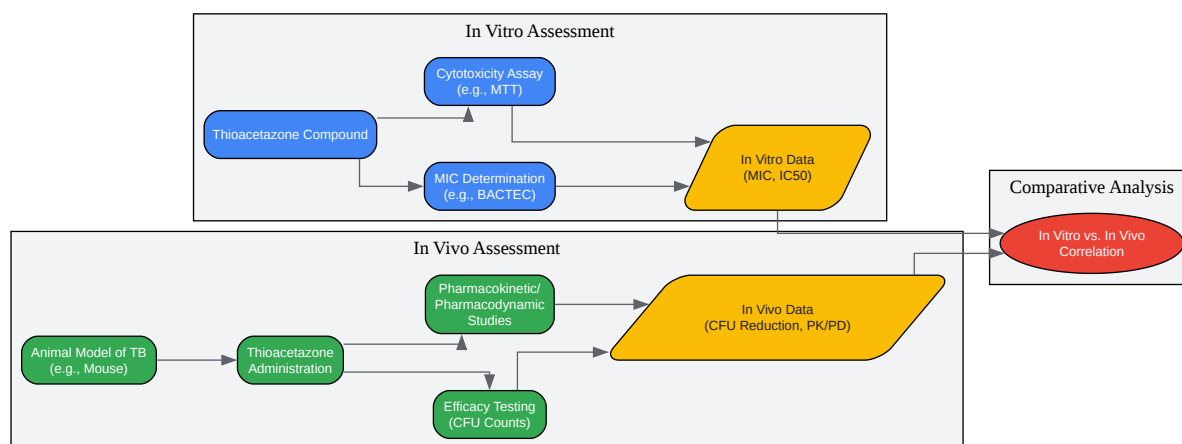 In Vitro Assessment
Cytotoxicity Assay
(e.g., MTT)
Thioacetazone Compound
MIC Determination
(e.g., BACTEC)
In Vitro Data
(MIC, IC50)
Comparative Analysis
In Vitro vs. In Vivo
Correlation
In Vivo Assessment
Pharmacokinetic/
Pharmacodynamic
Studies
In Vivo Data
(CFU Reduction, PK/PD)
Animal Model of TB
(e.g., Mouse)
Thioacetazone
Administration
Efficacy Testing
(CFU Counts)